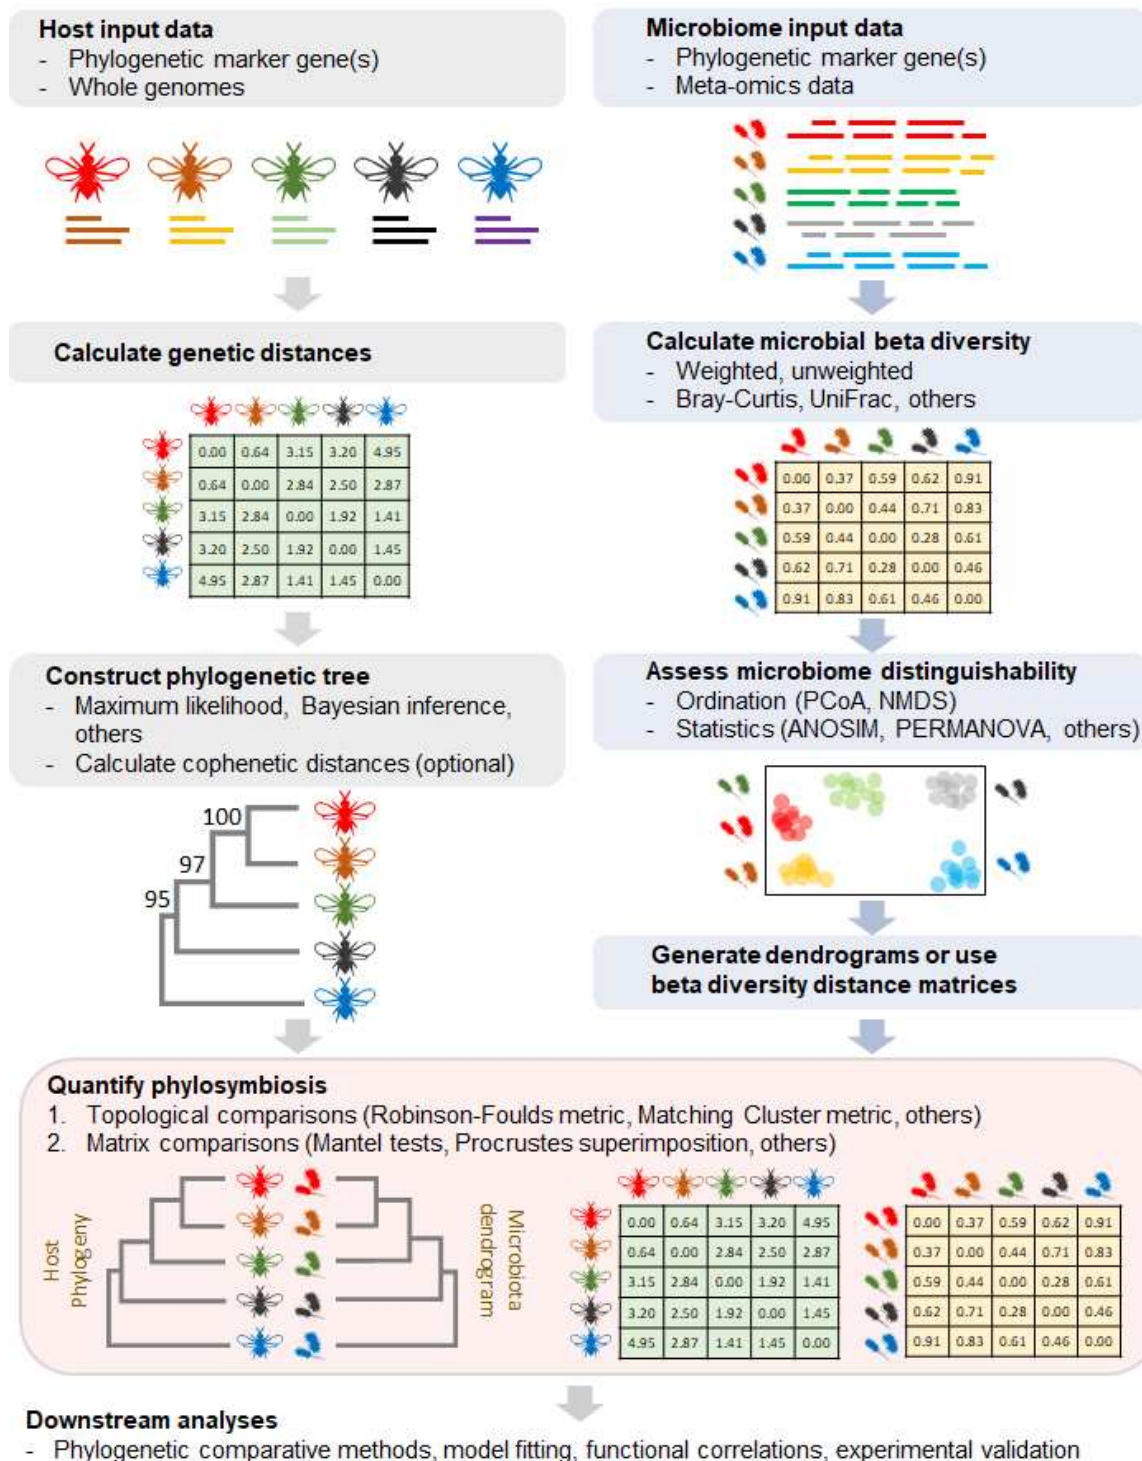 Host input data
- Phylogenetic marker gene(s)
- Whole genomes
Microbiome input data
- Phylogenetic marker gene(s)
- Meta-omics data
Calculate genetic distances
0.00 0.64 3.15 3.20 4.95
0.64 0.00 2.84 2.50 2.87
3.15 2.84 0.00 1.92 1.41
3.20 2.50 1.92 0.00 1.45
4.95 2.87 1.41 1.45 0.00
Calculate microbial beta diversity
- Weighted, unweighted
- Bray-Curtis, UniFrac, others
0.00 0.37 0.59 0.62 0.91
0.37 0.00 0.44 0.71 0.83
0.59 0.44 0.00 0.28 0.61
0.62 0.71 0.28 0.00 0.46
0.91 0.83 0.61 0.46 0.00
Construct phylogenetic tree
- Maximum likelihood, Bayesian inference,
others
- Calculate cophenetic distances (optional)
100
97
95
Assess microbiome distinguishability
- Ordination (PCoA, NMDS)
- Statistics (ANOSIM, PERMANOVA, others)
Generate dendrograms or use
beta diversity distance matrices
Quantify phylosymbiosis
1. Topological comparisons (Robinson-Foulds metric, Matching Cluster metric, others)
2. Matrix comparisons (Mantel tests, Procrustes superimposition, others)
Host
Phylogeny
Microbiota
dendrogram
0.00 0.64 3.15 3.20 4.95
0.64 0.00 2.84 2.50 2.87
3.15 2.84 0.00 1.92 1.41
3.20 2.50 1.92 0.00 1.45
4.95 2.87 1.41 1.45 0.00
0.00 0.37 0.59 0.62 0.91
0.37 0.00 0.44 0.71 0.83
0.59 0.44 0.00 0.28 0.61
0.62 0.71 0.28 0.00 0.46
0.91 0.83 0.61 0.46 0.00
Downstream analyses
- Phylogenetic comparative methods, model fitting, functional correlations, experimental validation